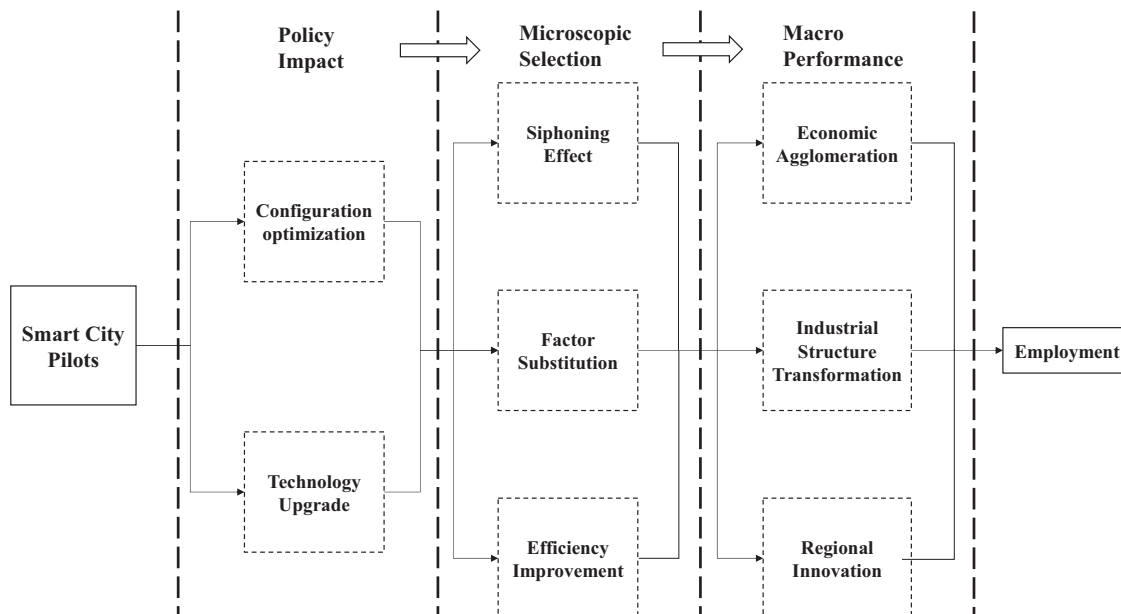 Policy
Impact
Microscopic
Selection
Macro
Performance
Smart City
Pilots
Configuration
optimization
Technology
Upgrade
Siphoning
Effect
Factor
Substitution
Efficiency
Improvement
Economic
Agglomeration
Industrial
Structure
Transformation
Regional
Innovation
Employment